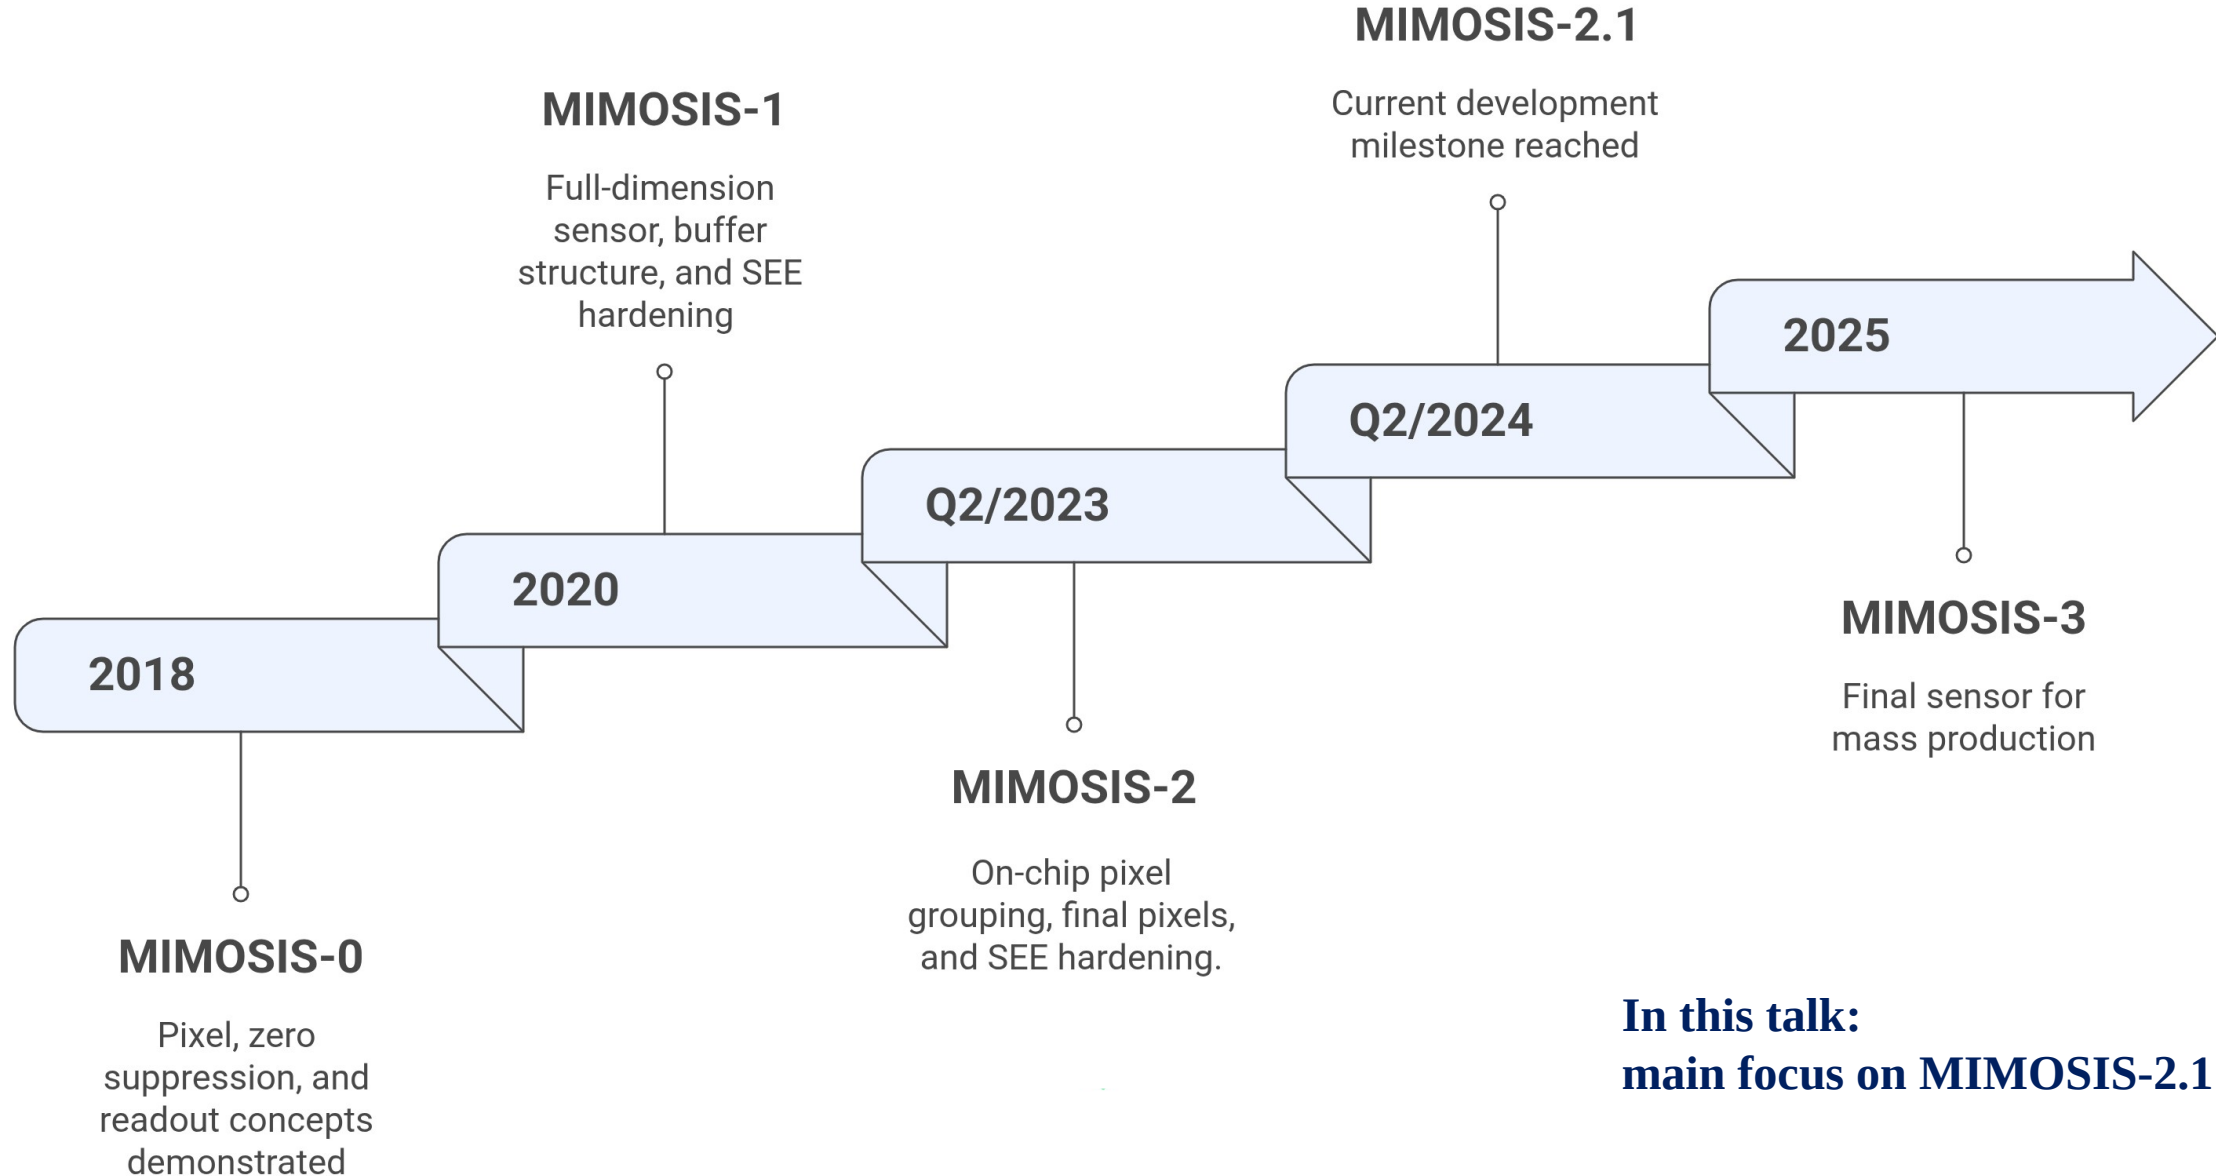 MIMOSIS-2.1
Current development
milestone reached
MIMOSIS-1
Full-dimension
sensor, buffer
structure, and SEE
hardening
2025
Q2/2024
Q2/2023
2020
2018
MIMOSIS-3
Final sensor for
mass production
MIMOSIS-2
On-chip pixel
grouping, final pixels,
and SEE hardening.
MIMOSIS-0
Pixel, zero
suppression, and
readout concepts
demonstrated
In this talk:
main focus on MIMOSIS-2.1